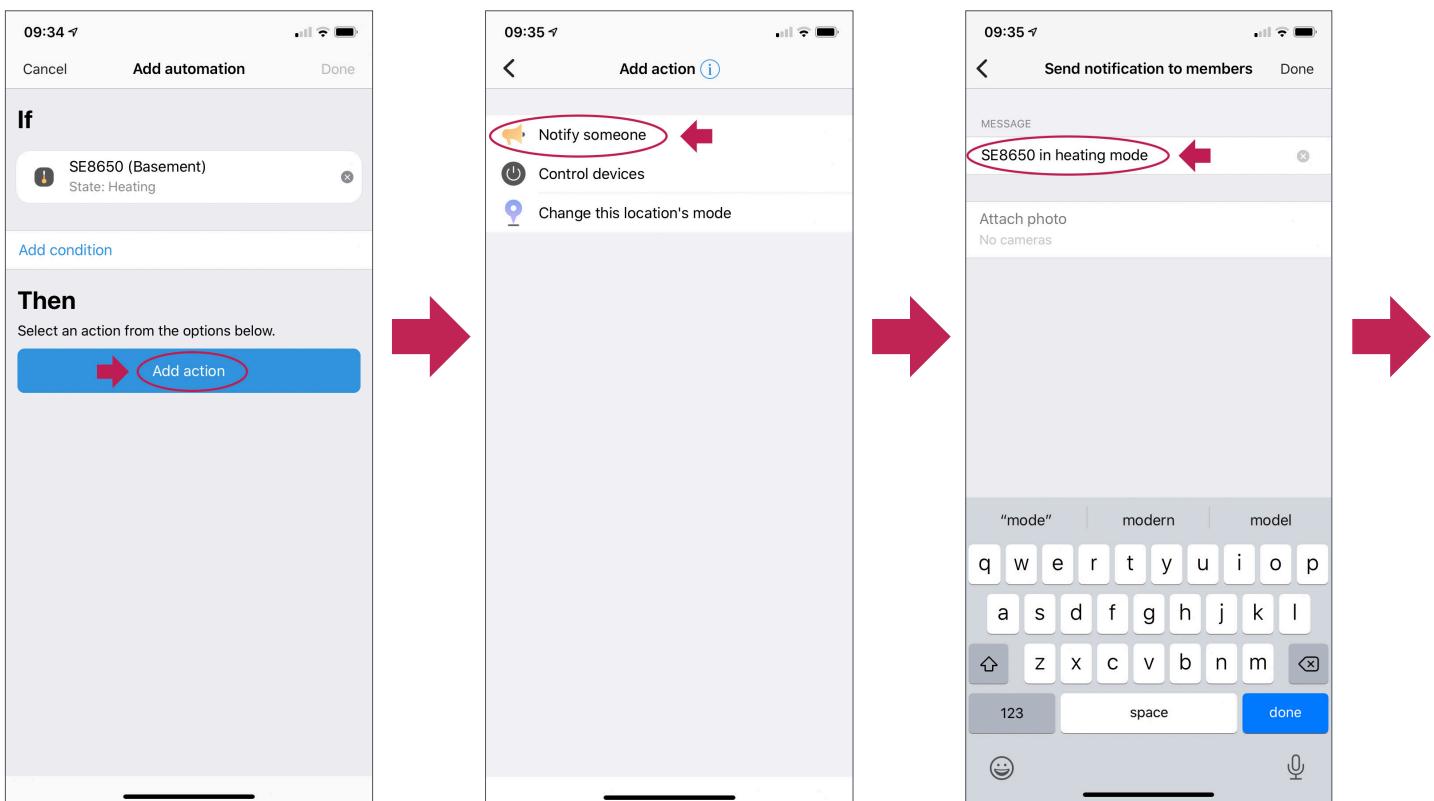 09:34
Cancel Add automation Done
If
SE8650 (Basement)
State: Heating
Add condition
Then
Select an action from the options below.
Add action
09:35
Add action i
Notify someone
Control devices
Change this location's mode
09:35
Send notification to members Done
MESSAGE
SE8650 in heating mode
Attach photo
No cameras
“mode” modern model
q w e r t y u i o p
a s d f g h j k l
z x c v b n m
123 space done